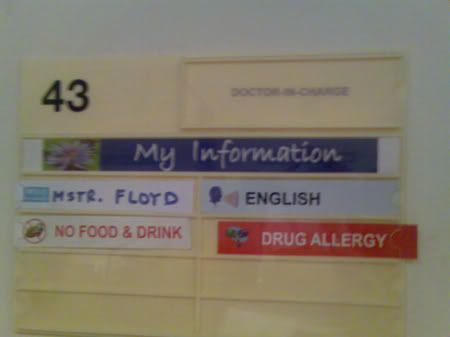 43
DOCTOR-IN-CHARGE
My Information
MSTR. FLOYD
ENGLISH
NO FOOD & DRINK
DRUG ALLERGY